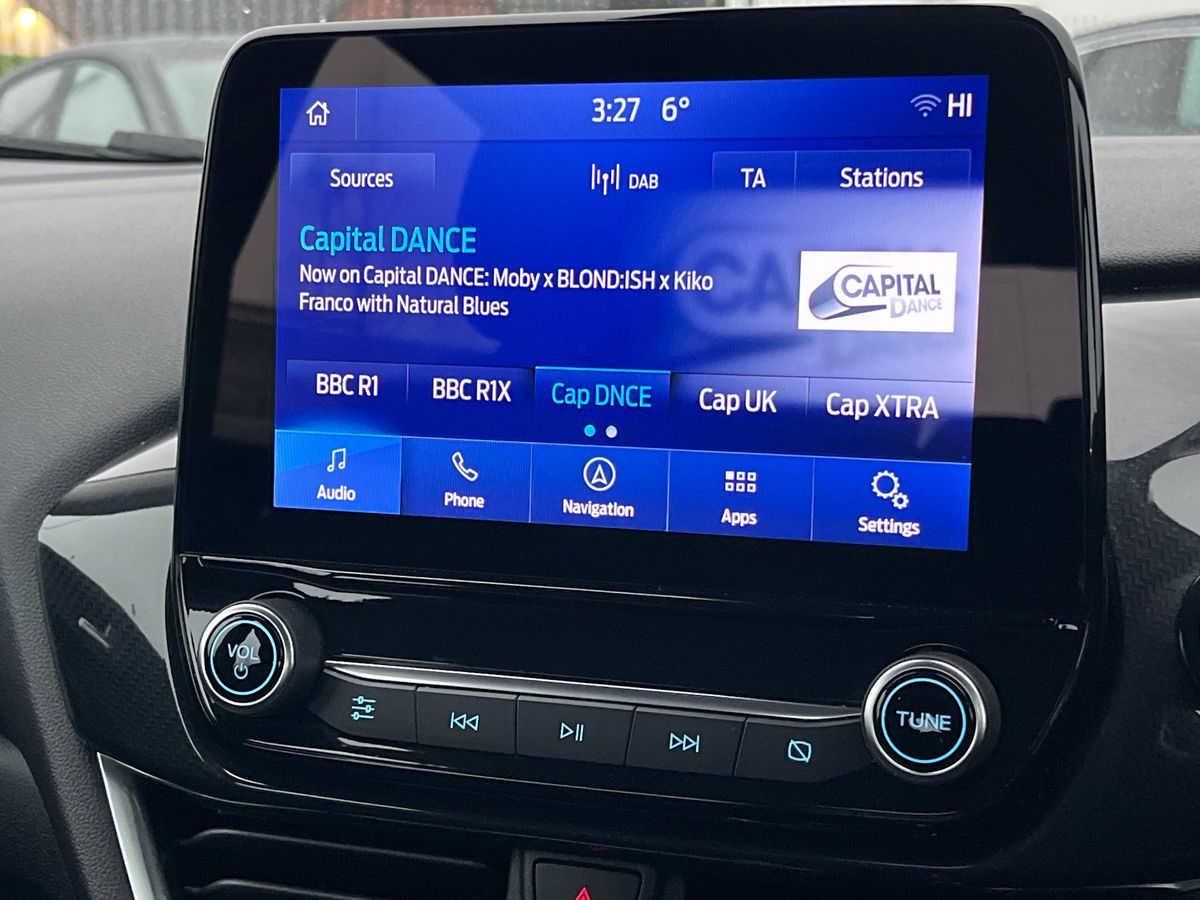 3:27 6° HI
Sources DAB TA Stations
Capital DANCE
Now on Capital DANCE: Moby x BLOND:ISH x Kiko
Franco with Natural Blues
CAPITAL
DANCE
BBC R1 BBC R1X Cap DNCE Cap UK Cap XTRA
Audio Phone Navigation Apps Settings
VOL
TUNE